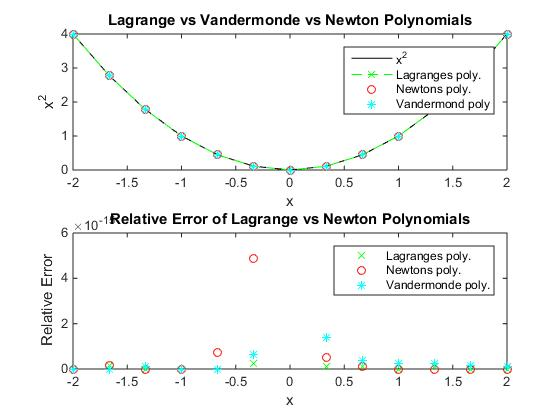 Lagrange vs Vandermonde vs Newton Polynomials
4
3
2
1
0
x²
x²
Lagranges poly.
Newtons poly.
Vandermond poly
-2 -1.5 -1 -0.5 0 0.5 1 1.5 2
x
Relative Error of Lagrange vs Newton Polynomials
×10
6
4
2
0
Relative Error
Lagranges poly.
Newtons poly.
Vandermonde poly.
-2 -1.5 -1 -0.5 0 0.5 1 1.5 2
x